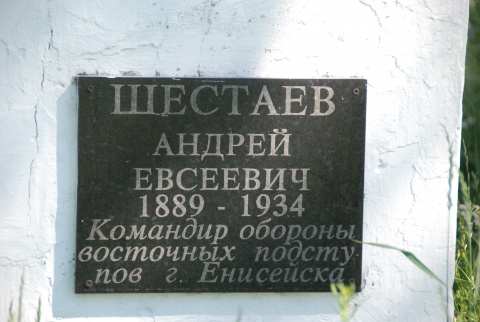 ШЕСТАЕВ
АНДРЕЙ
ЕВСЕЕВИЧ
1889 - 1934
Командир обороны
восточных подсту
пов г. Енисейска